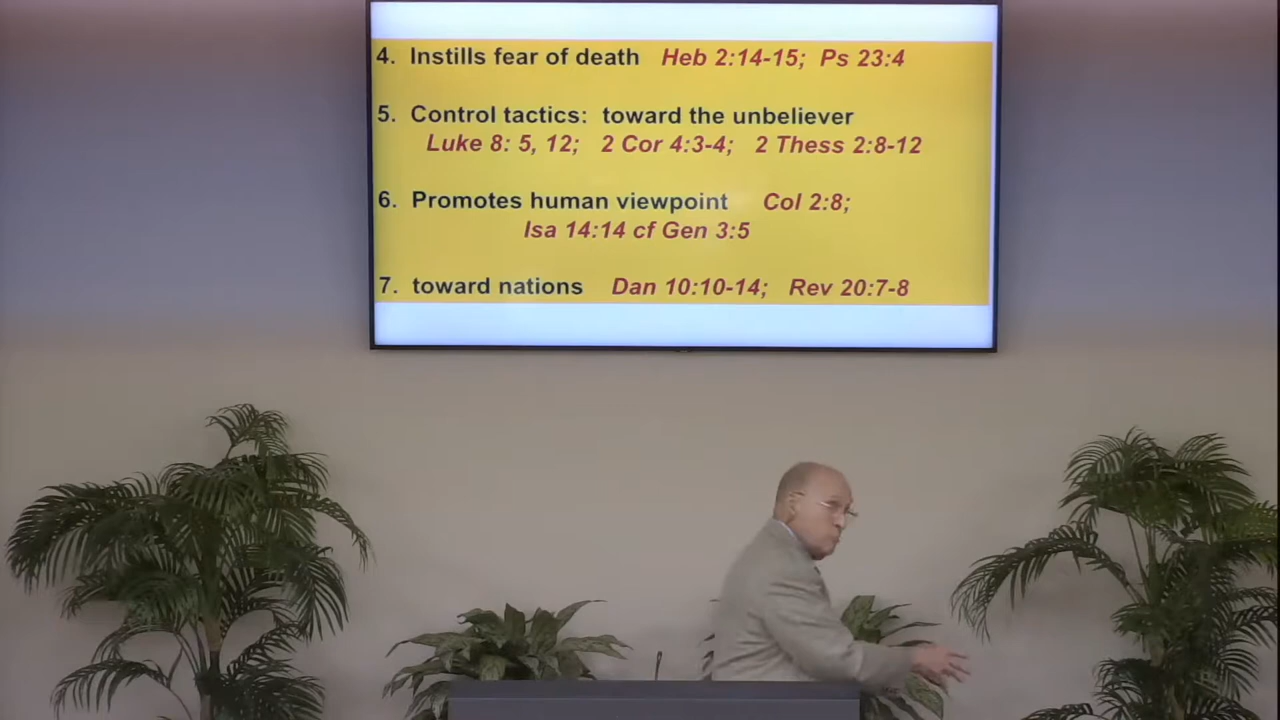 4. Instills fear of death Heb 2:14-15; Ps 23:4
5. Control tactics: toward the unbeliever
Luke 8: 5, 12; 2 Cor 4:3-4; 2 Thess 2:8-12
6. Promotes human viewpoint Col 2:8;
Isa 14:14 cf Gen 3:5
7. toward nations Dan 10:10-14; Rev 20:7-8